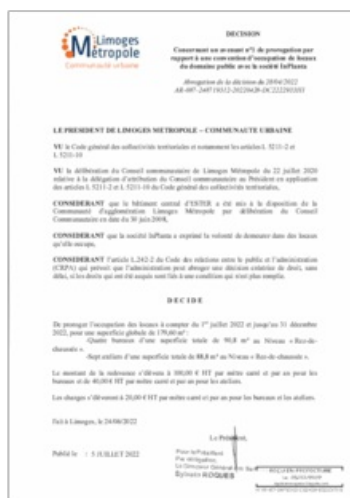 Limoges
Métropole
Communauté urbaine
DECISION
Concernant un avenant n°1 de prorogation par
rapport à une convention d'occupation de locaux
du domaine public avec la société InPlanta
Abrogation de la décision du 28/04/2022
LE PRESIDENT DE LIMOGES METROPOLE – COMMUNAUTE URBAINE
VU le Code général des collectivités territoriales et notamment les articles L 5211-2 et
L 5211-10
VU la délibération du Conseil communautaire de Limoges Métropole du 22 juillet 2020
relative à la délégation d'attribution du Conseil communautaire au Président en application
des articles L 5211-2 et L 5211-10 du Code général des collectivités territoriales,
CONSIDERANT que le bâtiment central d'ESTER a été mis à la disposition de la
Communauté d'agglomération Limoges Métropole par délibération du Conseil
Communautaire en date du 30 juin 2008,
CONSIDERANT que la société InPlanta a exprimé la volonté de demeurer dans des locaux
qu'elle occupe,
CONSIDERANT l'article L.242-2 du Code des relations entre le public et l'administration
(CRPA) qui prévoit que l'administration peut abroger une décision créatrice de droit, sans
délai, si les droits qui ont été acquis sont liés à une condition qui n'est plus remplie,
DECIDE
De proroger l'occupation des locaux à compter du 1er juillet 2022 et jusqu'au 31 décembre
2022, pour une superficie globale de 179,60 m² :
-Quatre bureaux d'une superficie totale de 90,8 m² au Niveau « Rez-de-
chaussée ».
-Sept ateliers d'une superficie totale de 88,8 m² au Niveau « Rez-de-chaussée ».
Le montant de la redevance s'élèvera à 100,00 € HT par mètre carré et par an pour les
bureaux et de 40,00 € HT par mètre carré et par an pour les ateliers.
Les charges s'élèveront à 20,00 € HT par mètre carré et par an pour les bureaux et les ateliers.
Fait à Limoges, le 24/06/2022
Le Président,
Publié le : 5 JUILLET 2022
Pour le Président
Par délégation,
Le Directeur Général
Sylvain ROQUES